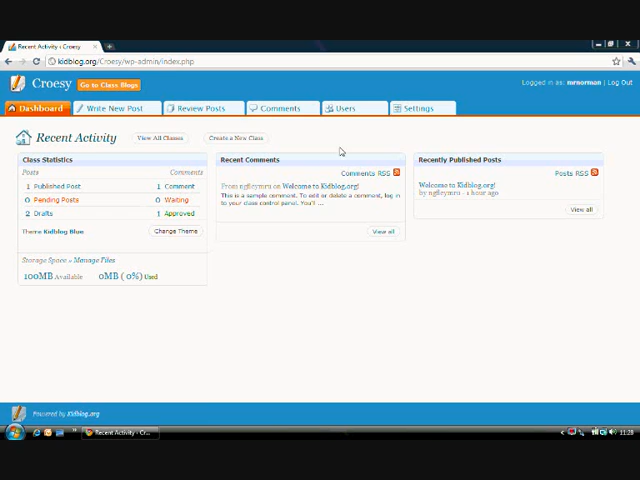 Recent Activity ‹ Croesy
kidblog.org/Croesy/wp-admin/index.php
Croesy Go to Class Blogs Logged in as: mrnorman | Log Out
Dashboard Write New Post Review Posts Comments Users Settings
Recent Activity View All Classes Create a New Class
Class Statistics
Posts Comments
1 Published Post 1 Comment
0 Pending Posts 0 Waiting
2 Drafts 1 Approved
Theme Kidblog Blue Change Theme
Storage Space » Manage Files
100MB Available 0MB ( 0%) Used
Recent Comments
Comments RSS
From ngfleymru on Welcome to Kidblog.org!
This is a sample comment. To edit or delete a comment, log in
to your class control panel. You'll ...
View all
Recently Published Posts
Posts RSS
Welcome to Kidblog.org!
by ngfleymru - 1 hour ago
View all
Powered by Kidblog.org
Recent Activity ‹ Cr... 11:28